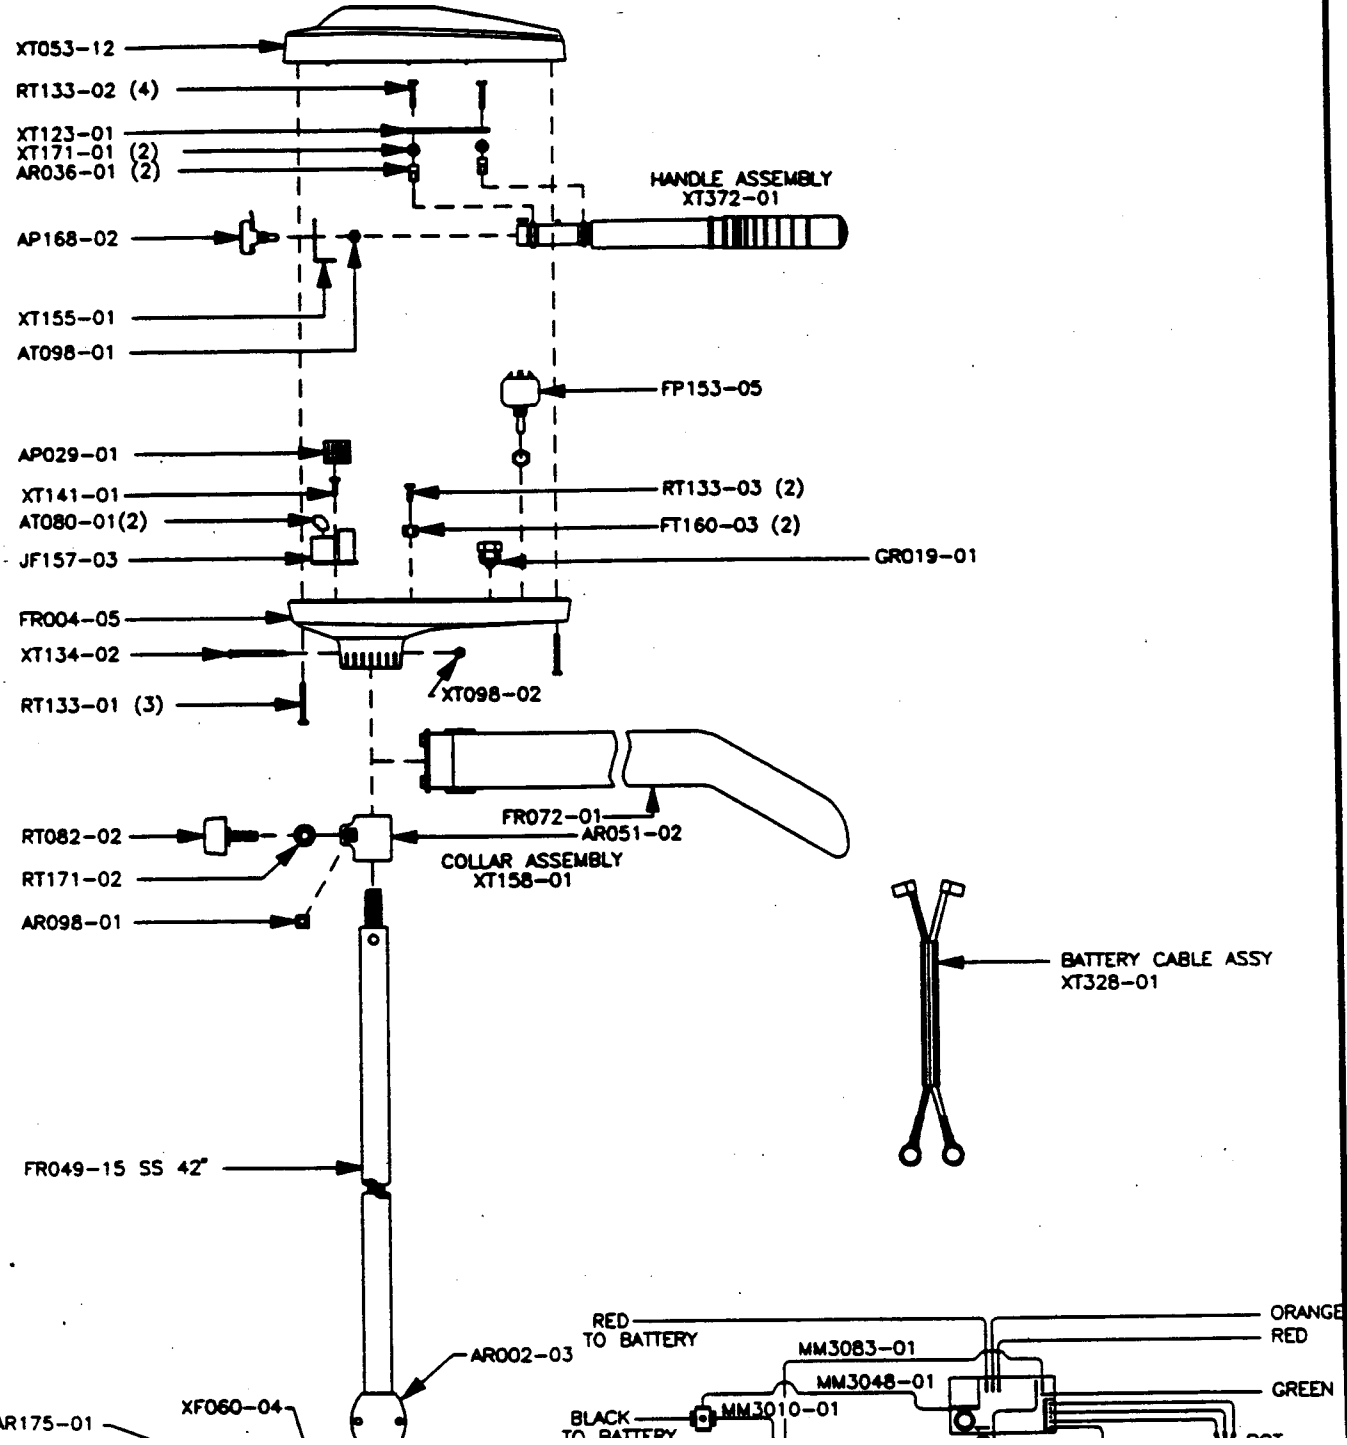 XT053-12
RT133-02 (4)
XT123-01
XT171-01 (2)
AR036-01 (2)
HANDLE ASSEMBLY
XT372-01
AP168-02
XT155-01
AT098-01
FP153-05
AP029-01
XT141-01
RT133-03 (2)
AT080-01(2)
FT160-03 (2)
JF157-03
GR019-01
FR004-05
XT134-02
XT098-02
RT133-01 (3)
FR072-01
RT082-02
AR051-02
COLLAR ASSEMBLY
XT158-01
RT171-02
AR098-01
BATTERY CABLE ASSY
XT328-01
FR049-15 SS 42"
RED
TO BATTERY
ORANGE
RED
MM3083-01
AR002-03
MM3048-01
GREEN
XF060-04
MM3010-01
BLACK
TO BATTERY
AR175-01